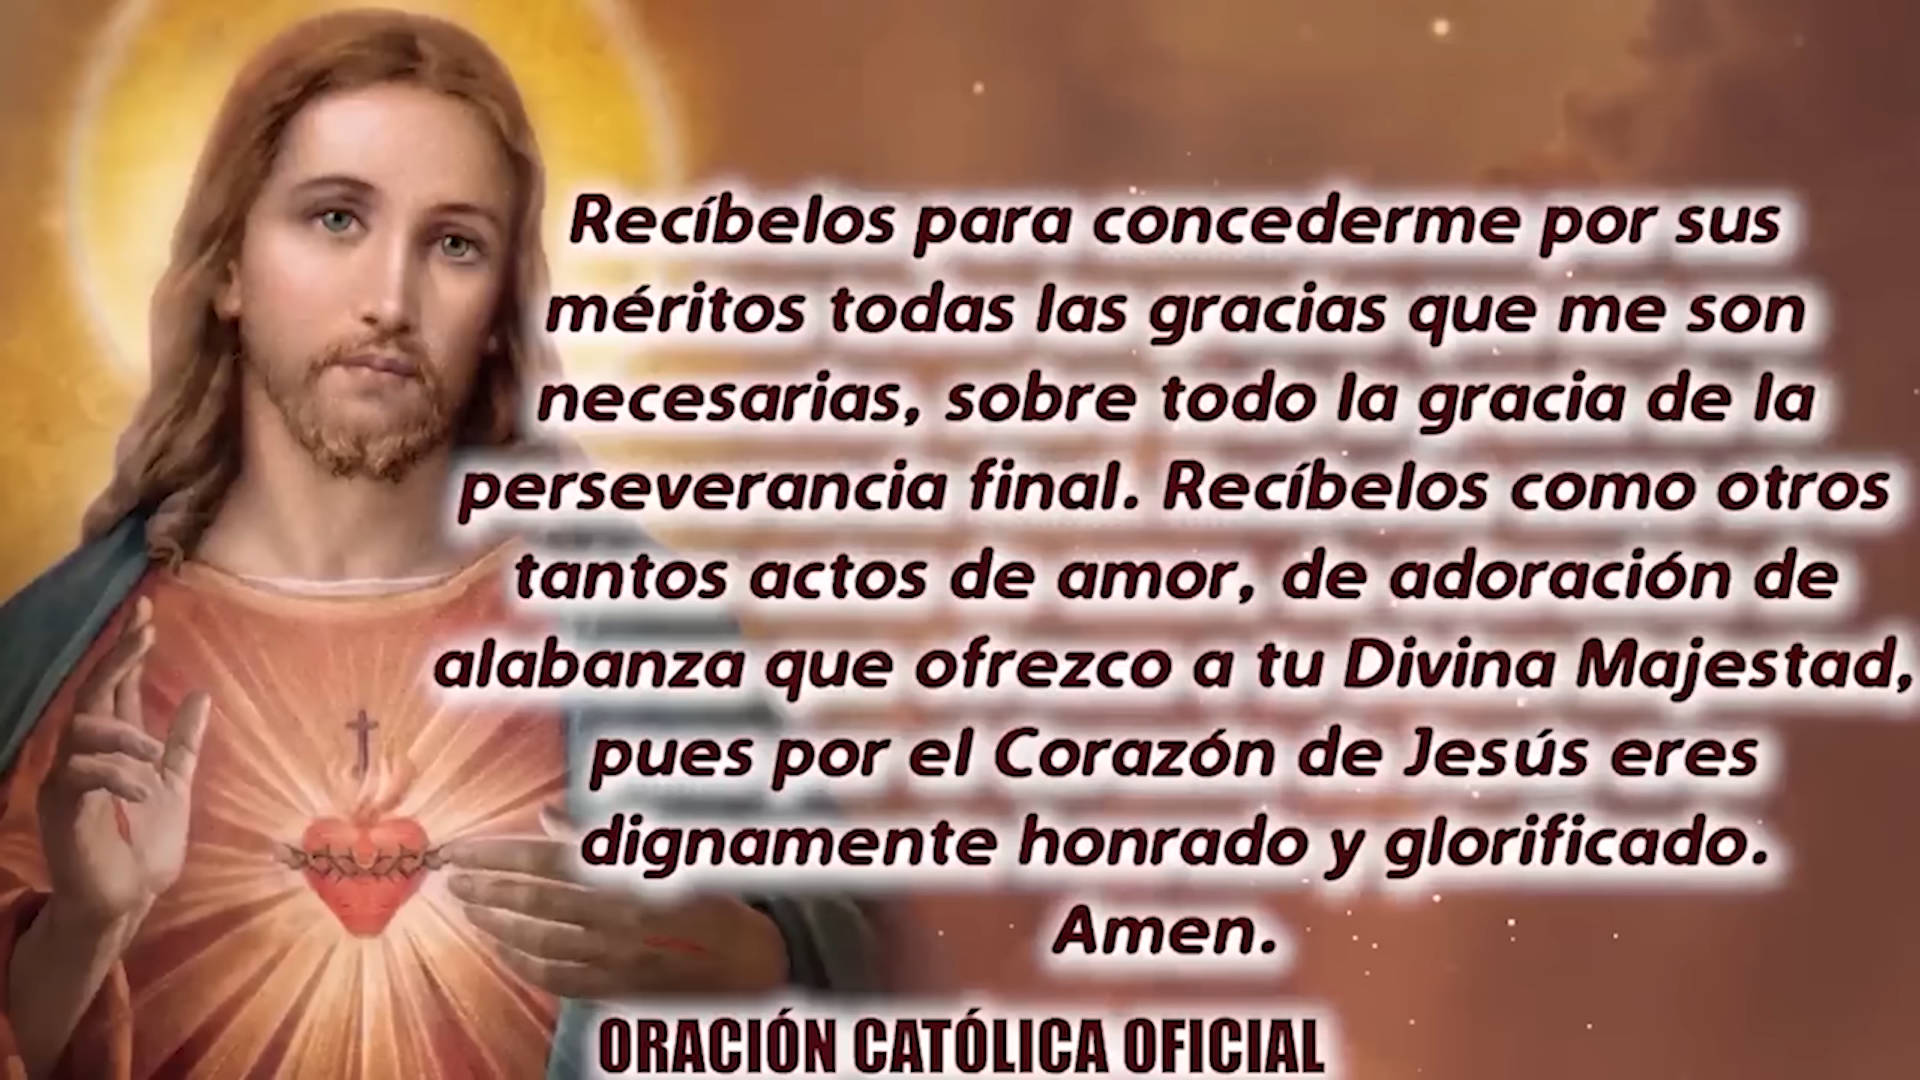 Recíbelos para concederme por sus
méritos todas las gracias que me son
necesarias, sobre todo la gracia de la
perseverancia final. Recíbelos como otros
tantos actos de amor, de adoración de
alabanza que ofrezco a tu Divina Majestad,
pues por el Corazón de Jesús eres
dignamente honrado y glorificado.
Amen.
ORACIÓN CATÓLICA OFICIAL